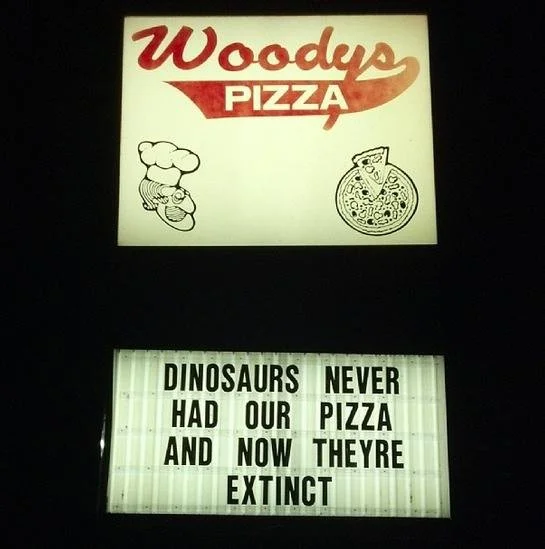 Woodys
PIZZA
DINOSAURS NEVER
HAD OUR PIZZA
AND NOW THEYRE
EXTINCT